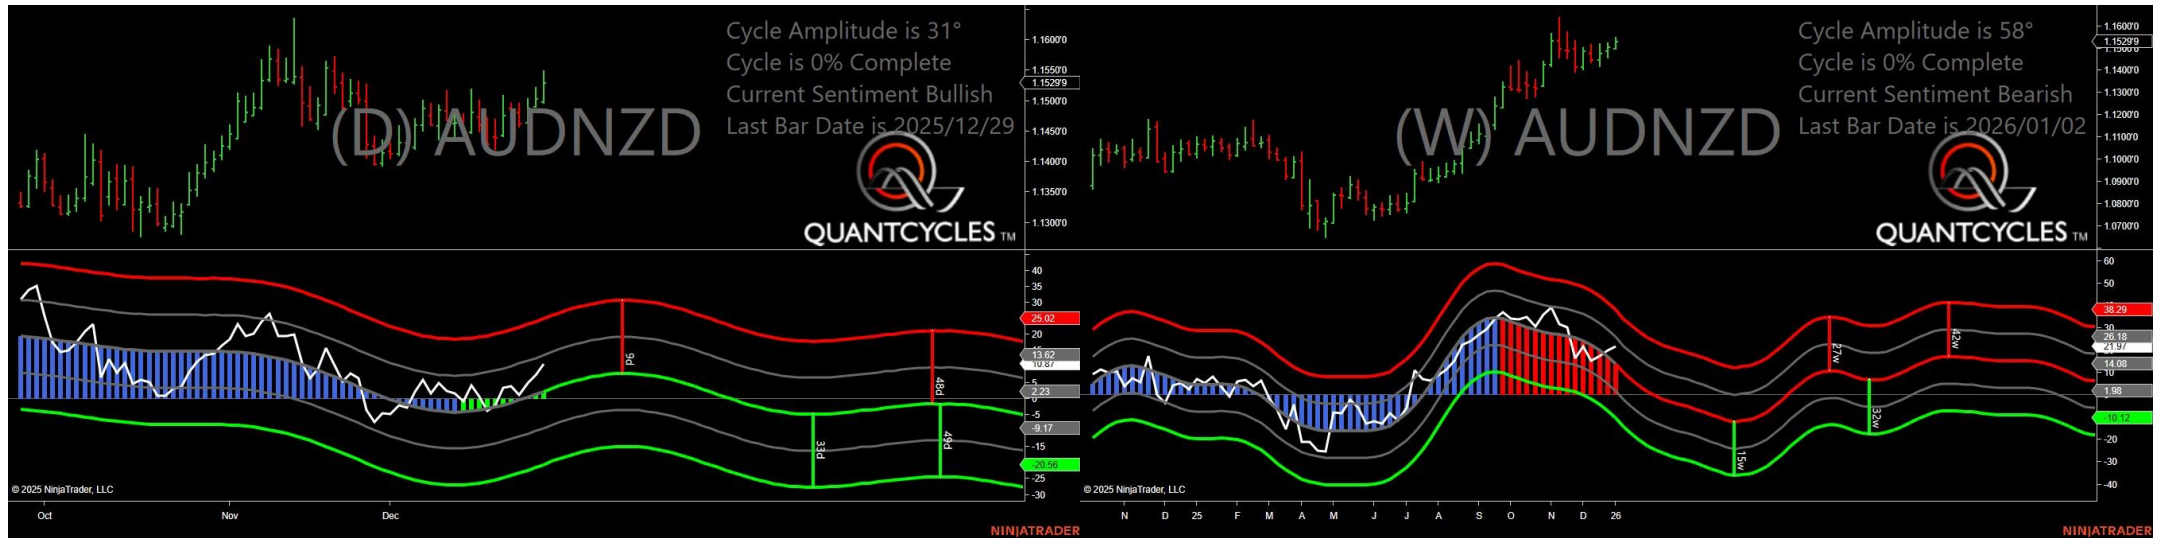 Cycle Amplitude is 31°
Cycle is 0% Complete
Current Sentiment Bullish
Last Bar Date is 2025/12/29
(D) AUDNZD
QUANTCYCLES TM
1.1600'0
1.1550'0
1.1529'9
1.1500'0
1.1450'0
1.1400'0
1.1350'0
1.1300'0
40
35
30
25.02
20
13.62
10.87
5
2.23
0
-5
-9.17
-15
-20.56
-25
-30
9d
33d
48d
49d
© 2025 NinjaTrader, LLC
Oct Nov Dec
NINJATRADER
Cycle Amplitude is 58°
Cycle is 0% Complete
Current Sentiment Bearish
Last Bar Date is 2026/01/02
(W) AUDNZD
QUANTCYCLES TM
1.1600'0
1.1529'9
1.1400'0
1.1300'0
1.1200'0
1.1100'0
1.1000'0
1.0900'0
1.0800'0
1.0700'0
60
50
38.29
30
26.18
21.97
14.08
10
1.98
-10.12
-20
-30
-40
15w
27w
32w
42w
© 2025 NinjaTrader, LLC
N D 25 F M A M J J A S O N D 26
NINJATRADER